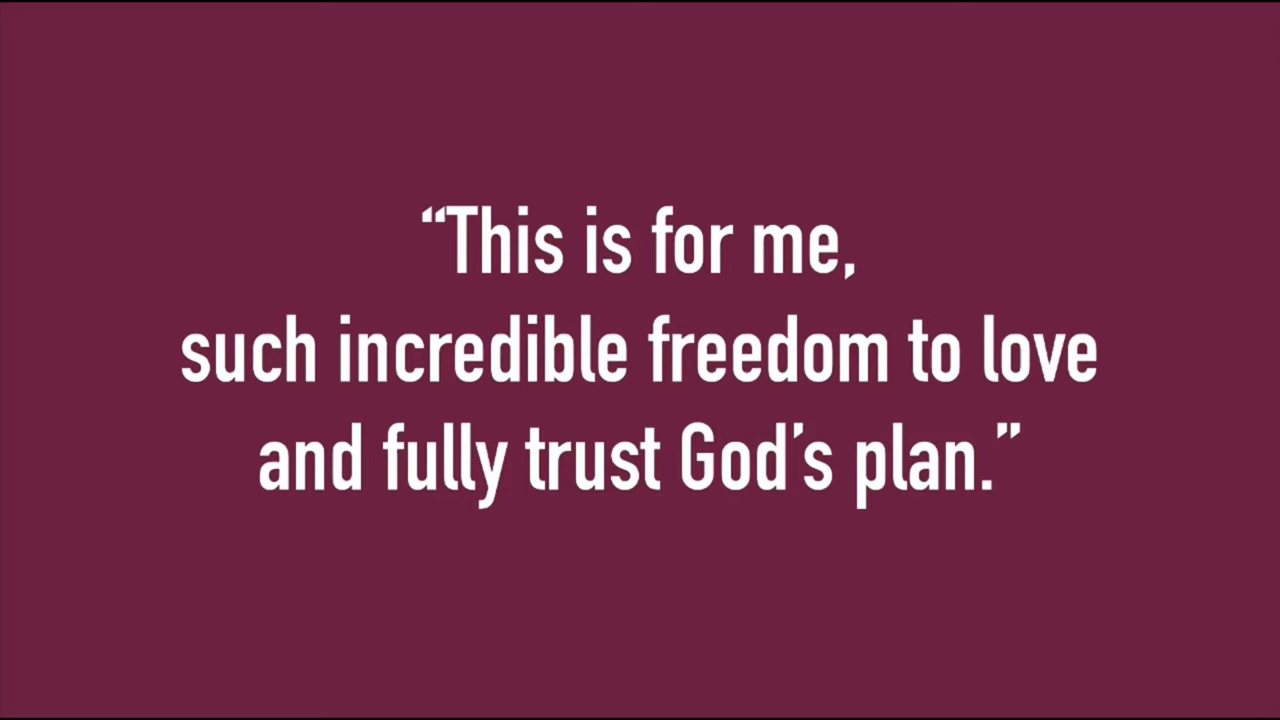 “This is for me,
such incredible freedom to love
and fully trust God’s plan.”